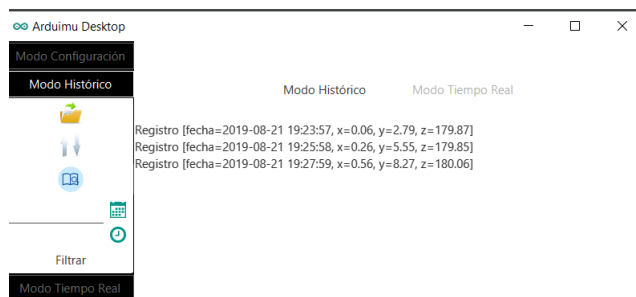 Arduimu Desktop
Modo Configuración
Modo Histórico
Modo Histórico Modo Tiempo Real
Registro [fecha=2019-08-21 19:23:57, x=0.06, y=2.79, z=179.87]
Registro [fecha=2019-08-21 19:25:58, x=0.26, y=5.55, z=179.85]
Registro [fecha=2019-08-21 19:27:59, x=0.56, y=8.27, z=180.06]
Filtrar
Modo Tiempo Real